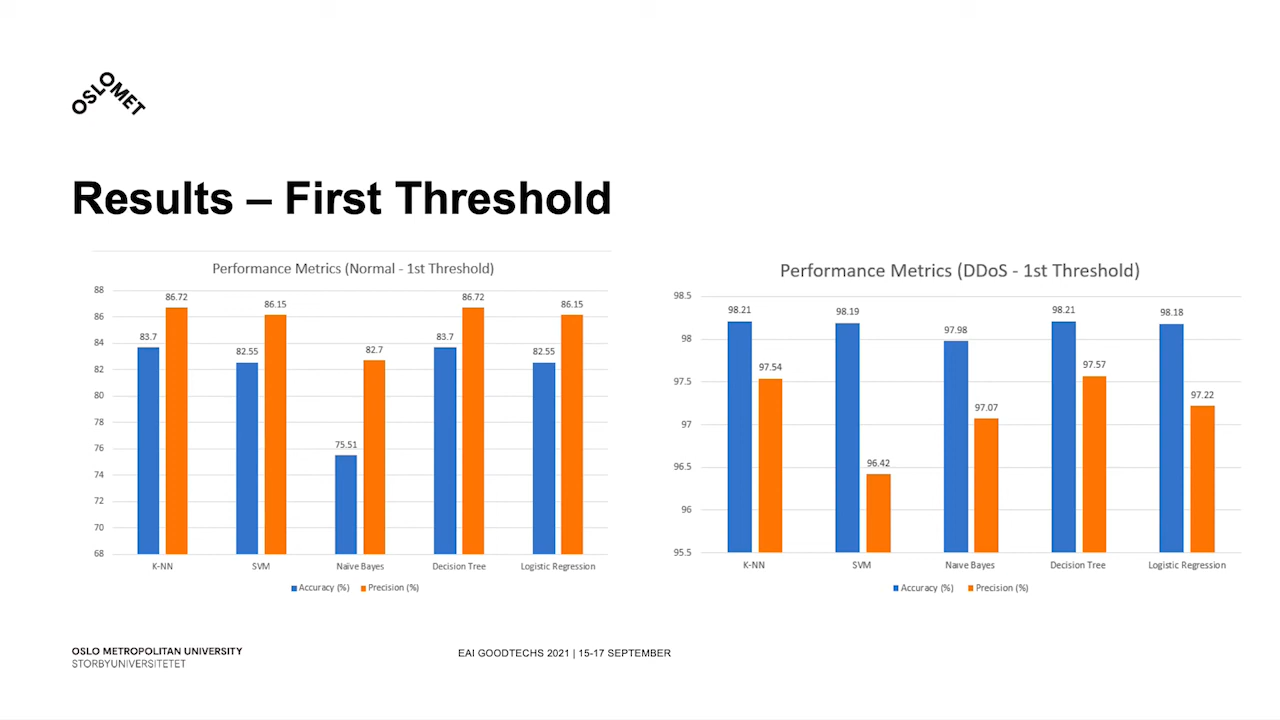 OSLOMET
Results – First Threshold
Performance Metrics (Normal - 1st Threshold)
88
86
84
82
80
78
76
74
72
70
68
83.7
86.72
82.55
86.15
75.51
82.7
83.7
86.72
82.55
86.15
K-NN
SVM
Naïve Bayes
Decision Tree
Logistic Regression
Accuracy (%)
Precision (%)
Performance Metrics (DDoS - 1st Threshold)
98.5
98
97.5
97
96.5
96
95.5
98.21
97.54
98.19
96.42
97.98
97.07
98.21
97.57
98.18
97.22
K-NN
SVM
Naïve Bayes
Decision Tree
Logistic Regression
Accuracy (%)
Precision (%)
OSLO METROPOLITAN UNIVERSITY
STORBYUNIVERSITETET
EAI GOODTECHS 2021 | 15-17 SEPTEMBER